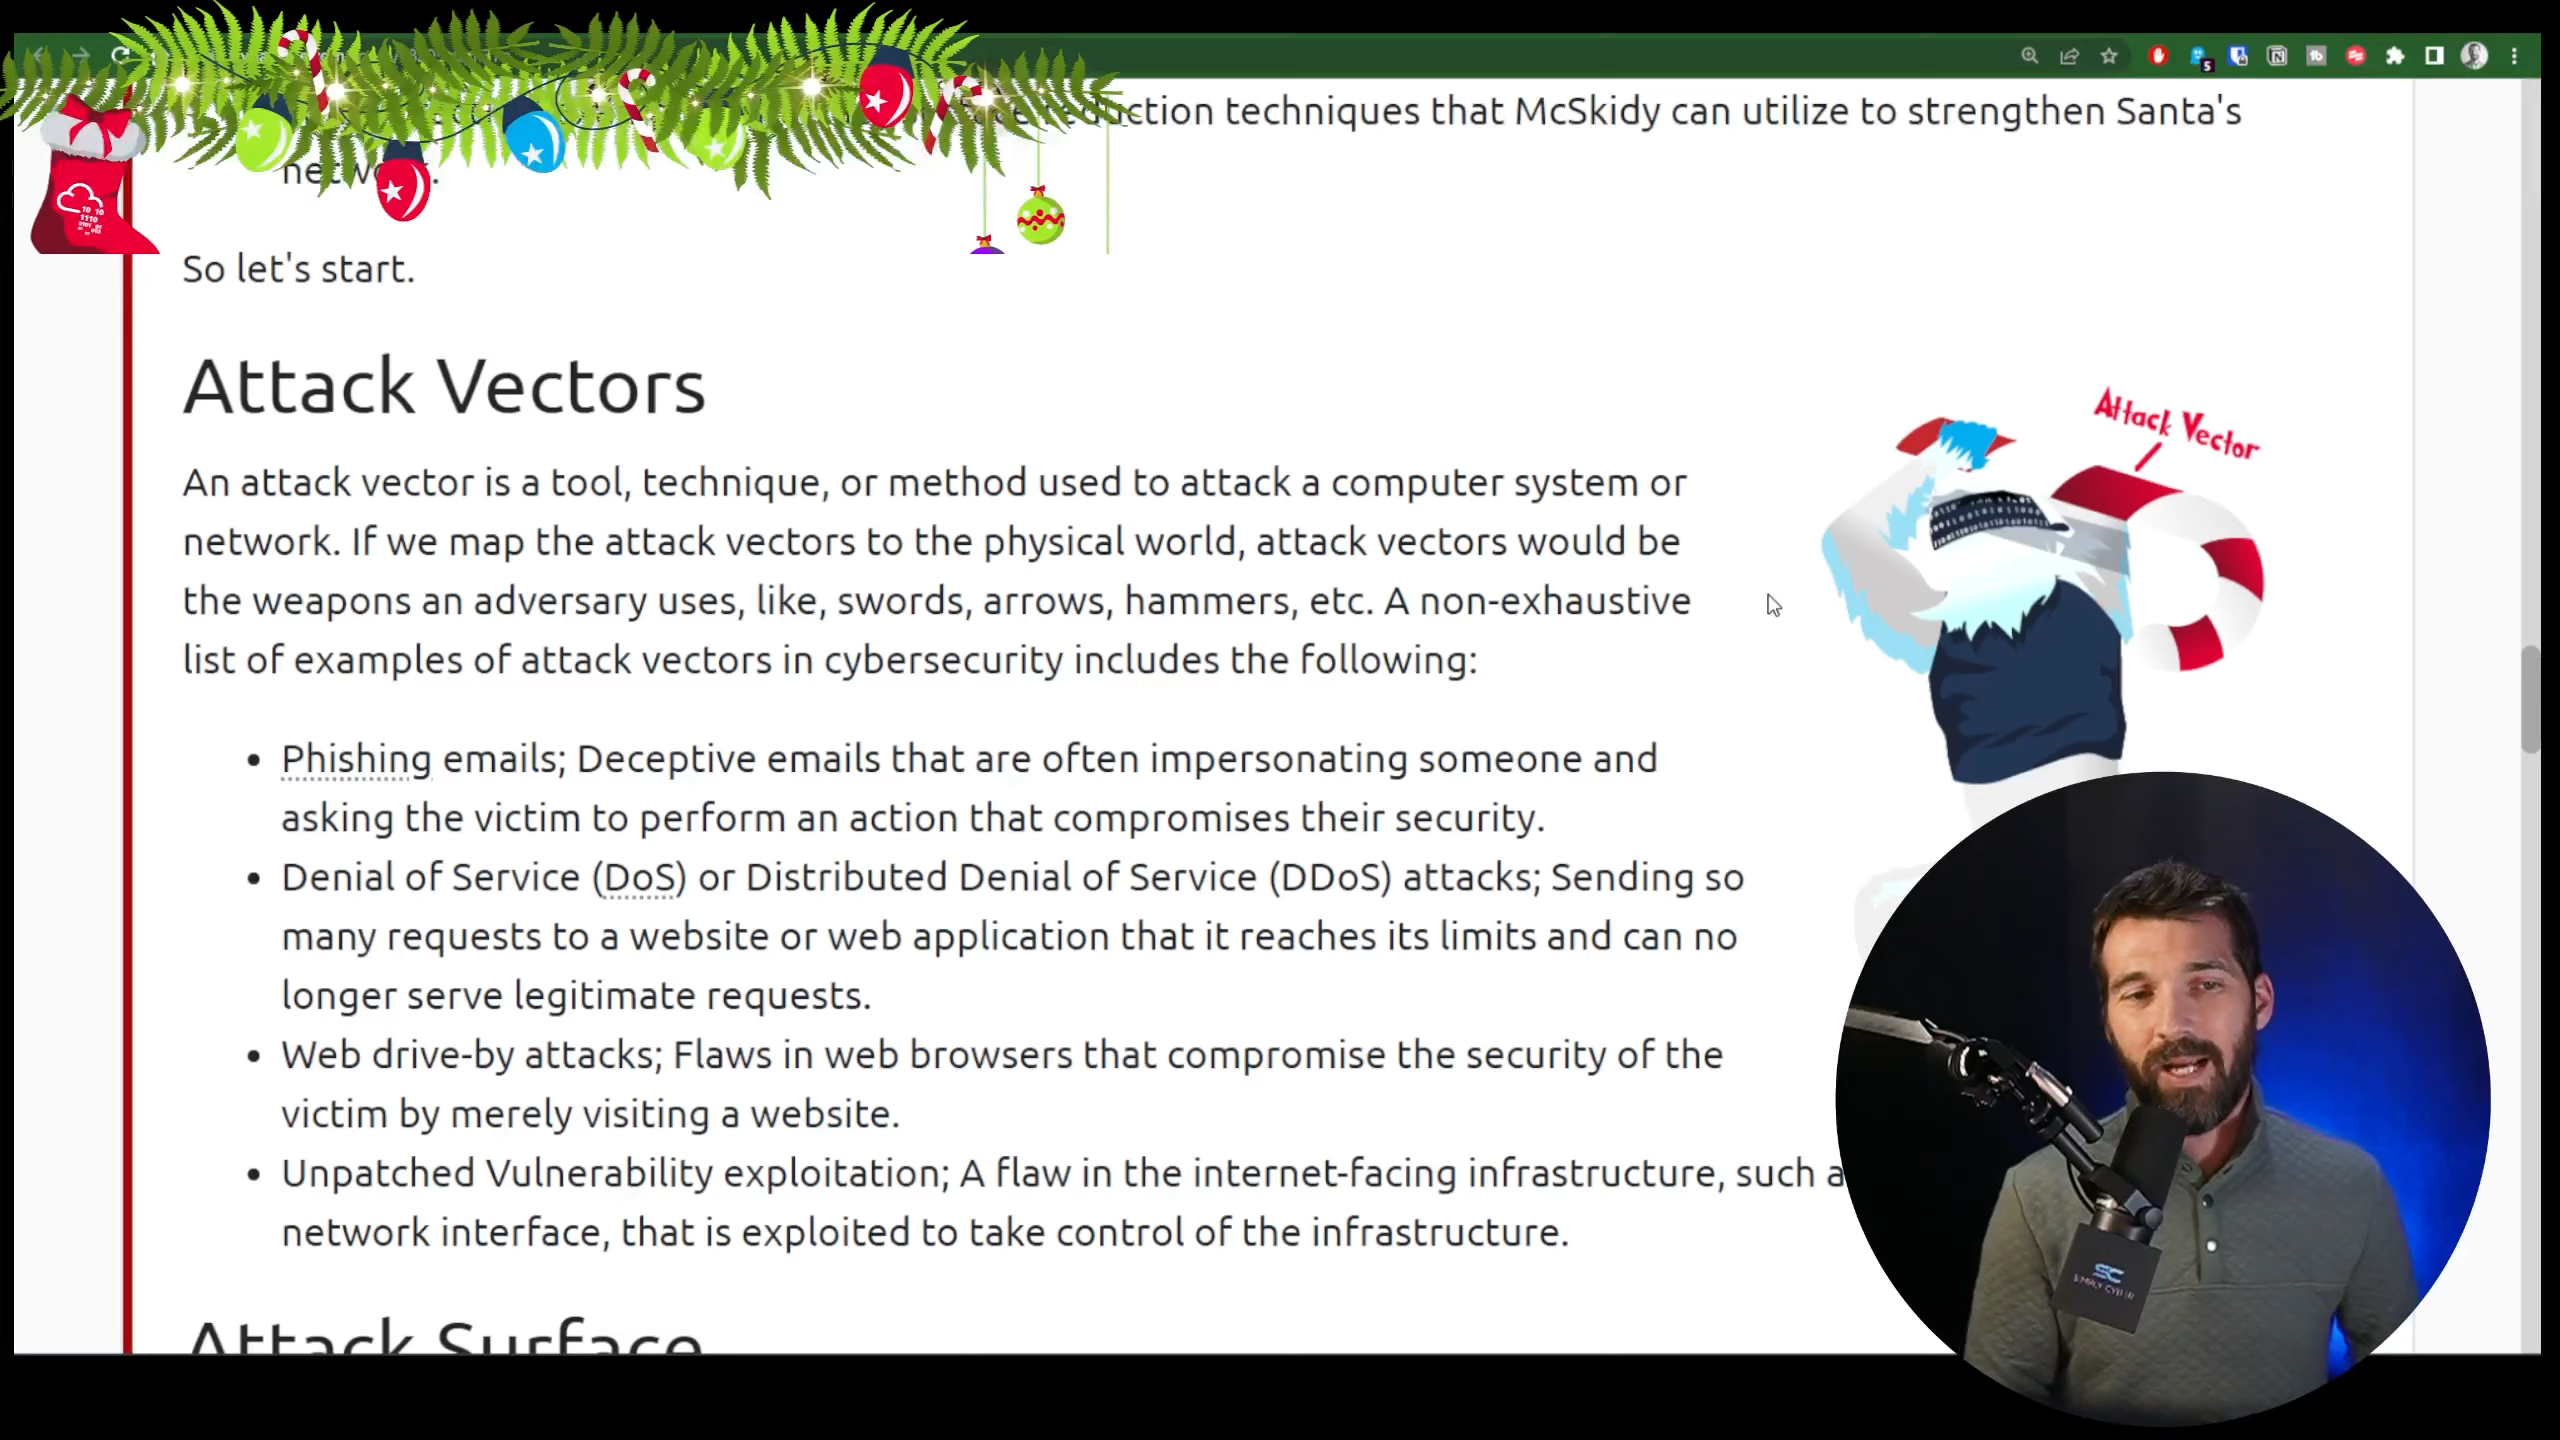 ction techniques that McSkidy can utilize to strengthen Santa's
network.
So let's start.
Attack Vectors
Attack Vector
An attack vector is a tool, technique, or method used to attack a computer system or
network. If we map the attack vectors to the physical world, attack vectors would be
the weapons an adversary uses, like, swords, arrows, hammers, etc. A non-exhaustive
list of examples of attack vectors in cybersecurity includes the following:
• Phishing emails; Deceptive emails that are often impersonating someone and
asking the victim to perform an action that compromises their security.
• Denial of Service (DoS) or Distributed Denial of Service (DDoS) attacks; Sending so
many requests to a website or web application that it reaches its limits and can no
longer serve legitimate requests.
• Web drive-by attacks; Flaws in web browsers that compromise the security of the
victim by merely visiting a website.
• Unpatched Vulnerability exploitation; A flaw in the internet-facing infrastructure, such a
network interface, that is exploited to take control of the infrastructure.
SIMPLY CYBER
Attack Surface